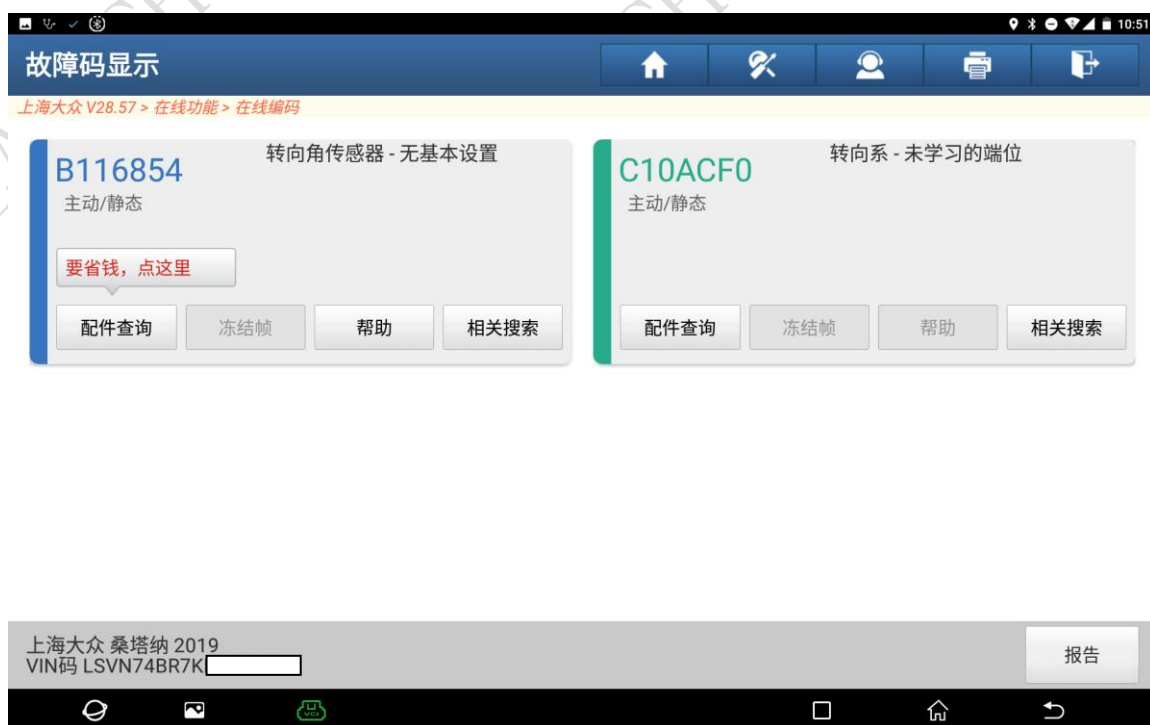 10:51
故障码显示
上海大众 V28.57 > 在线功能 > 在线编码
B116854
转向角传感器 - 无基本设置
主动/静态
要省钱，点这里
配件查询
冻结帧
帮助
相关搜索
C10ACF0
转向系 - 未学习的端位
主动/静态
配件查询
冻结帧
帮助
相关搜索
上海大众 桑塔纳 2019
VIN码 LSVN74BR7K
报告
VCI